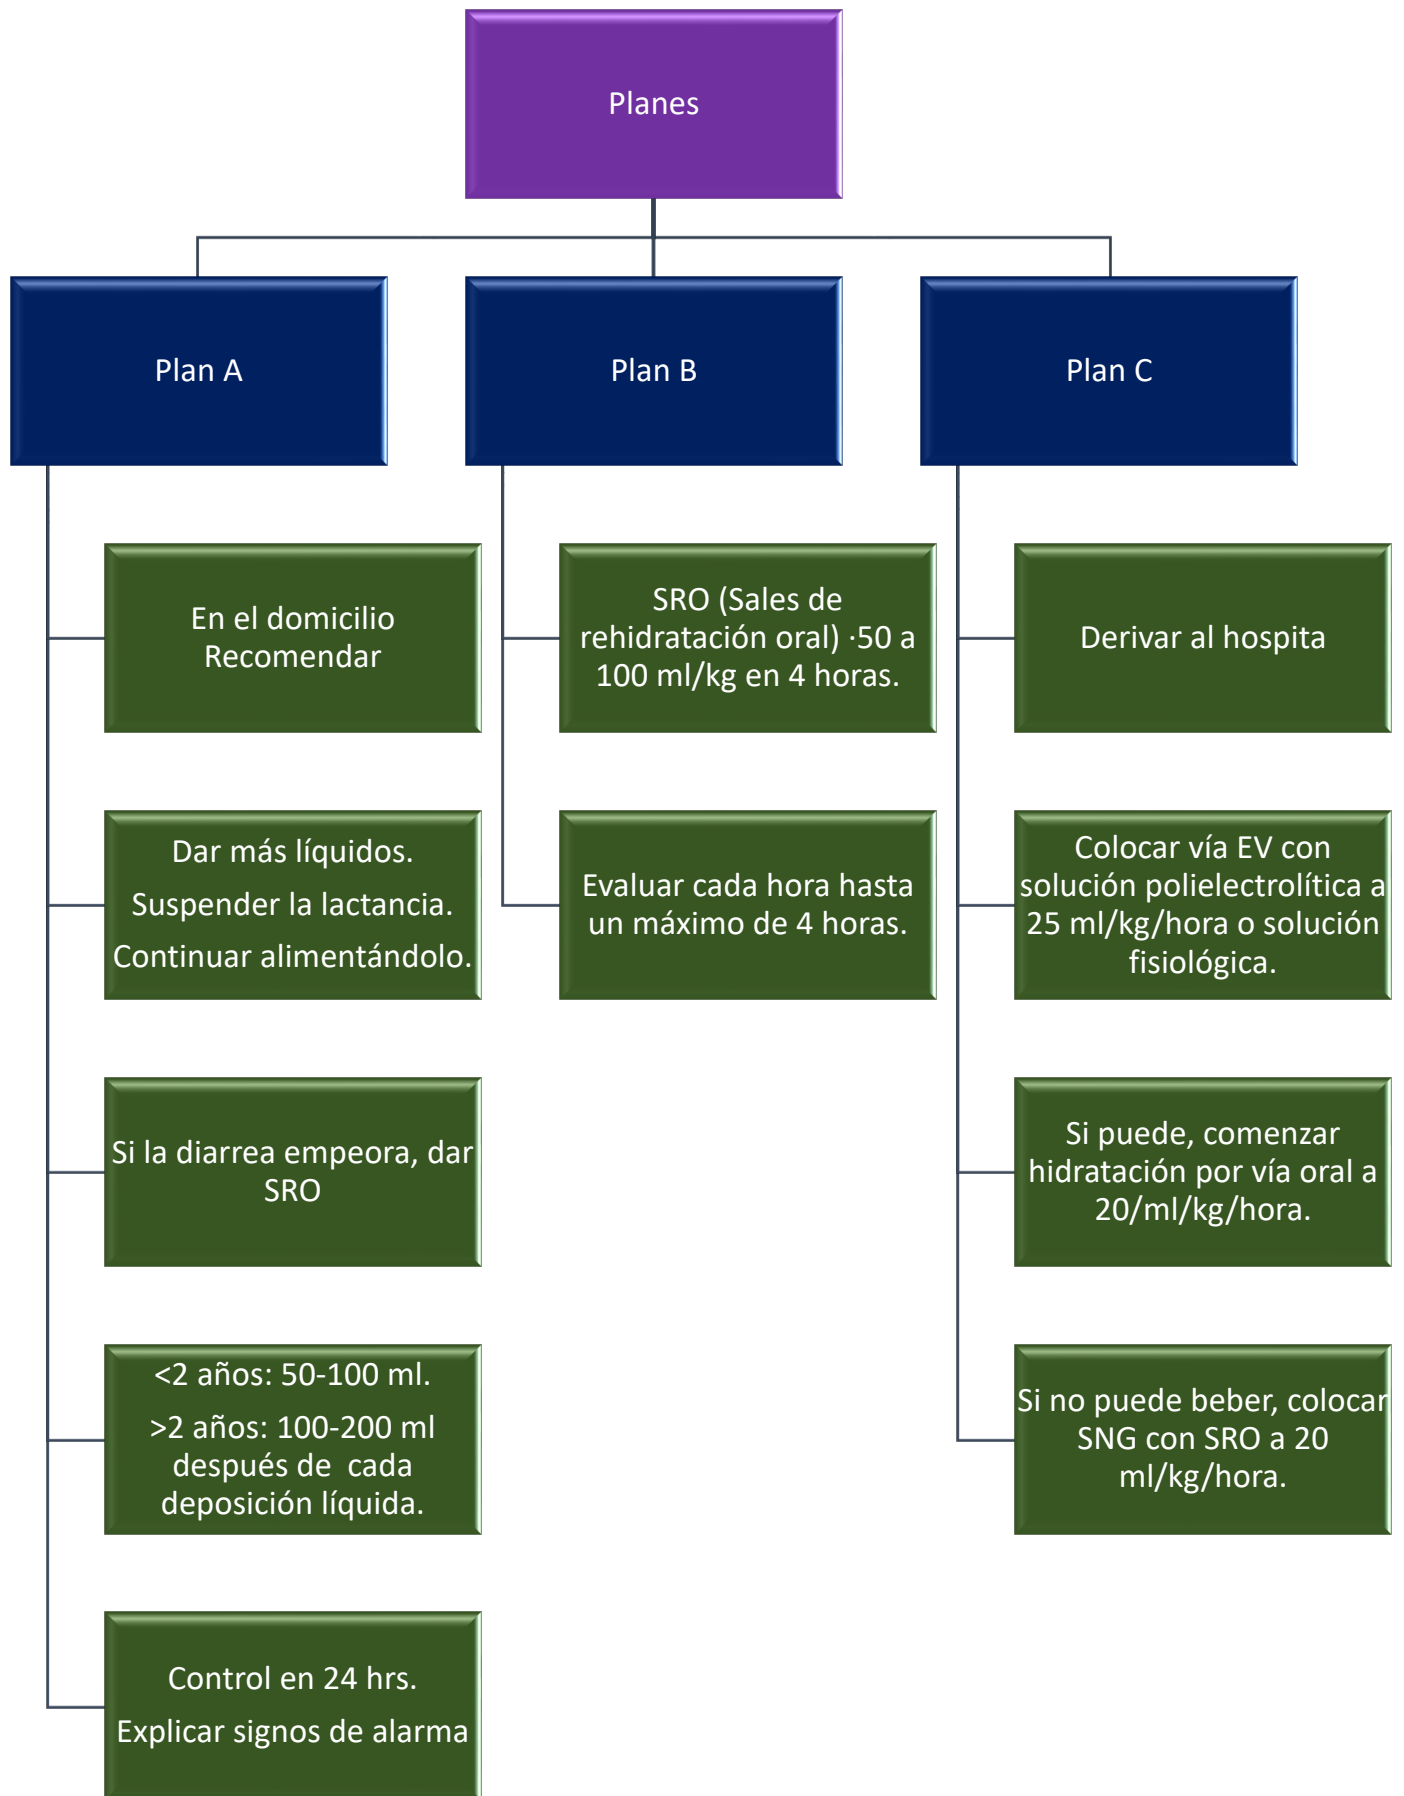 Planes
Plan A
Plan B
Plan C
En el domicilio
Recomendar
Dar más líquidos.
Suspender la lactancia.
Continuar alimentándolo.
Si la diarrea empeora, dar
SRO
<2 años: 50-100 ml.
>2 años: 100-200 ml
después de  cada
deposición líquida.
Control en 24 hrs.
Explicar signos de alarma
SRO (Sales de
rehidratación oral) ·50 a
100 ml/kg en 4 horas.
Evaluar cada hora hasta
un máximo de 4 horas.
Derivar al hospita
Colocar vía EV con
solución polielectrolítica a
25 ml/kg/hora o solución
fisiológica.
Si puede, comenzar
hidratación por vía oral a
20/ml/kg/hora.
Si no puede beber, colocar
SNG con SRO a 20
ml/kg/hora.